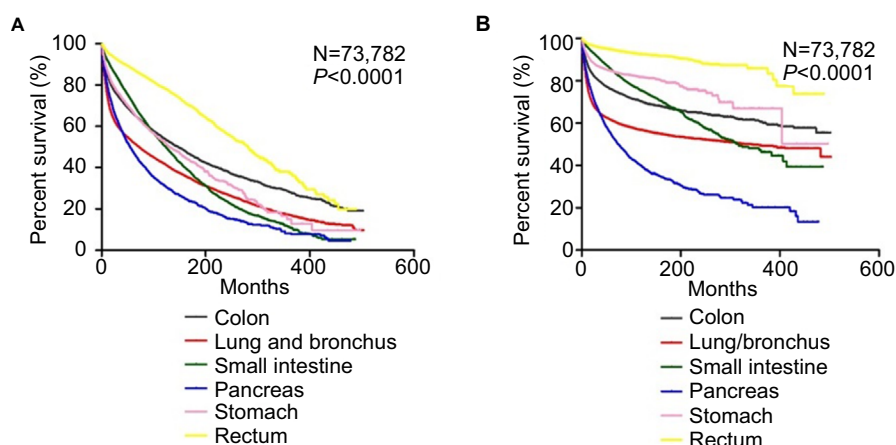 A
N=73,782
P<0.0001
Percent survival (%)
100
80
60
40
20
0
0 200 400 600
Months
Colon
Lung and bronchus
Small intestine
Pancreas
Stomach
Rectum
B
N=73,782
P<0.0001
Percent survival (%)
100
80
60
40
20
0
0 200 400 600
Months
Colon
Lung/bronchus
Small intestine
Pancreas
Stomach
Rectum